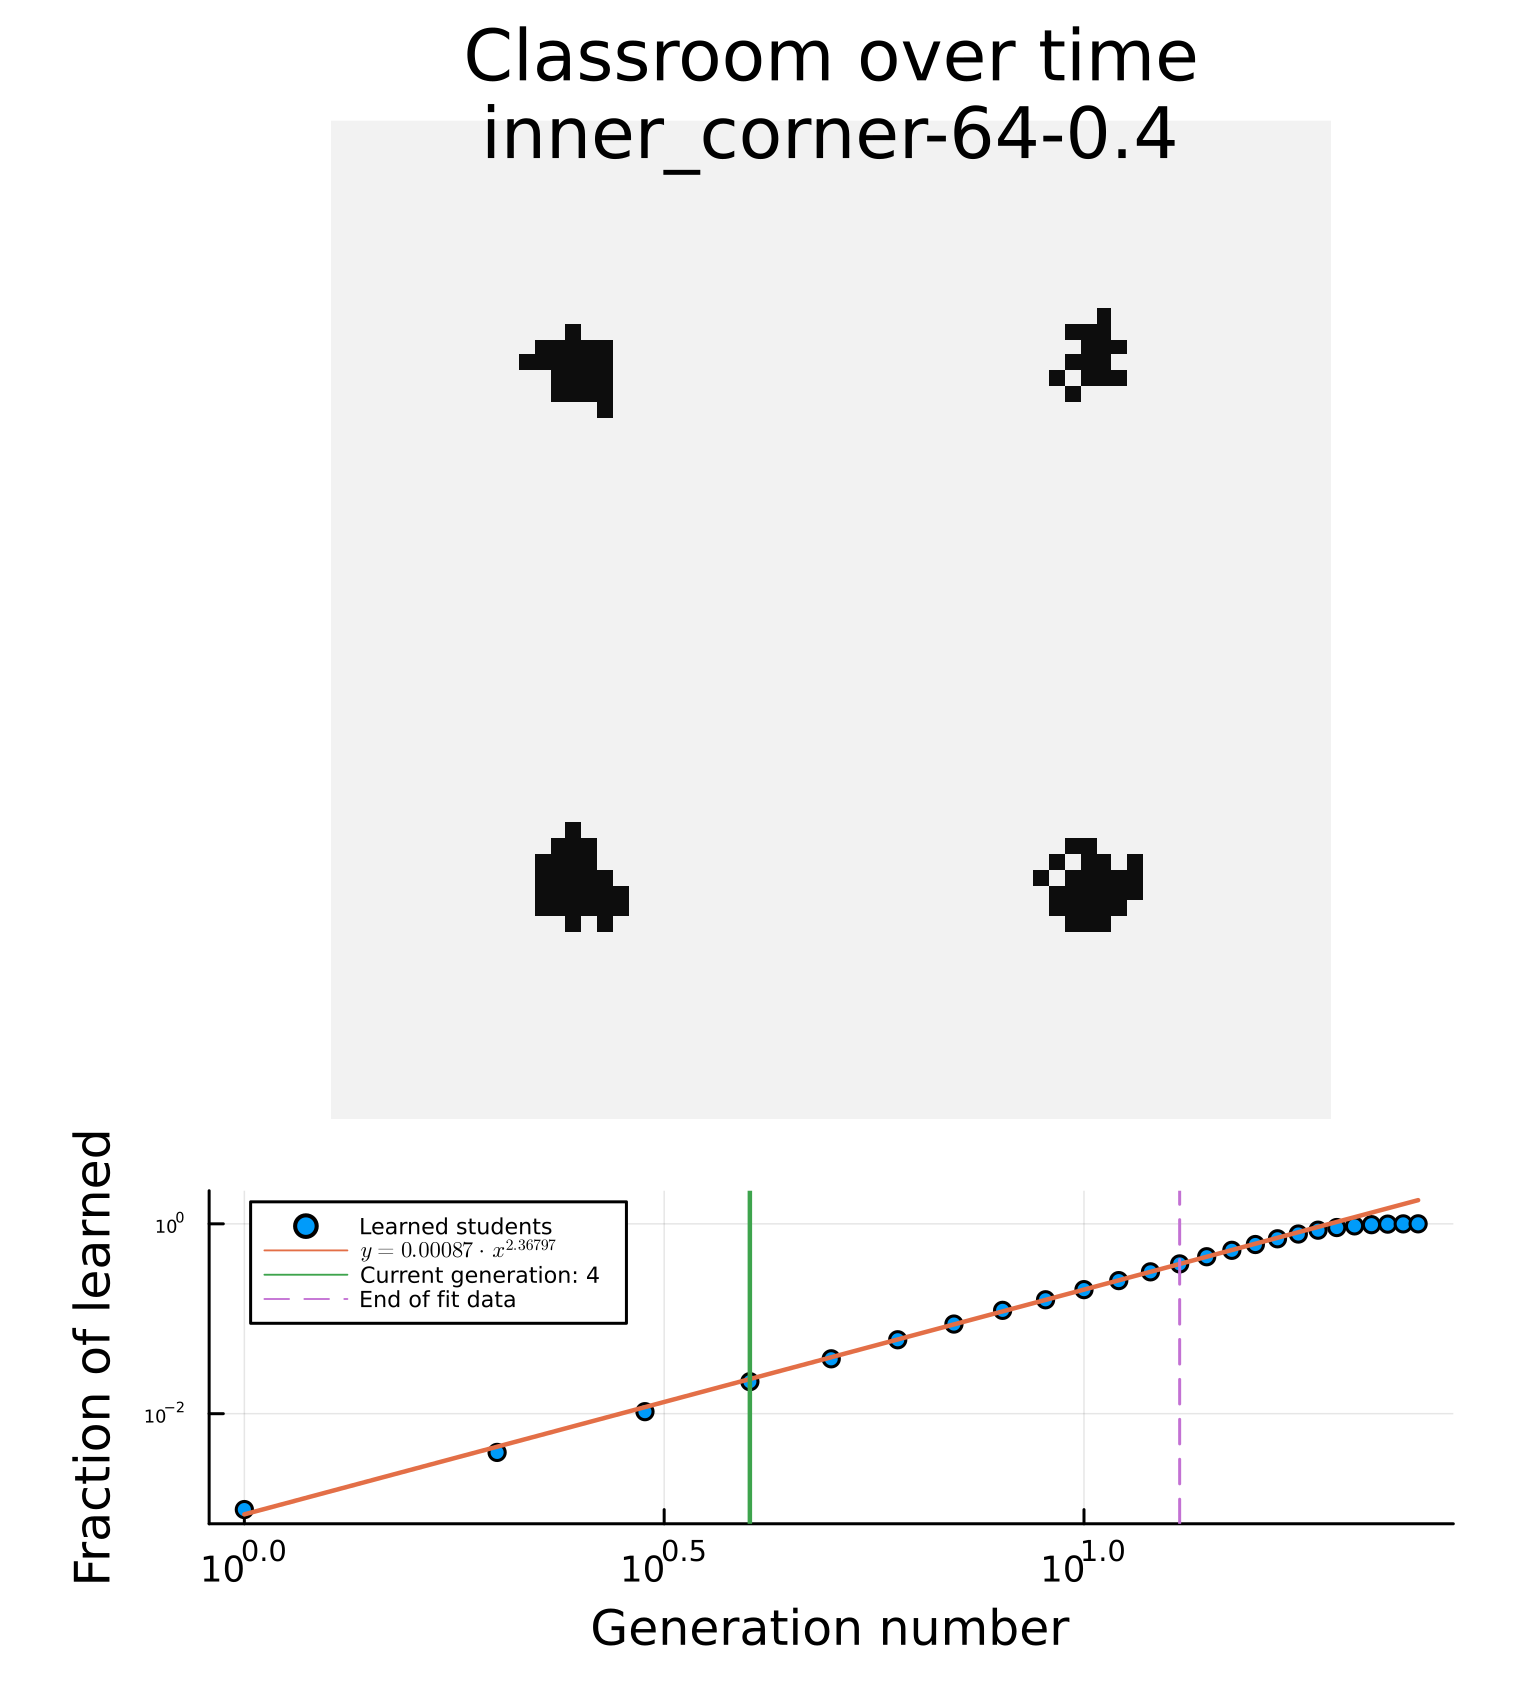 Classroom over time
inner_corner-64-0.4
Fraction of learned
10^0
10^−2
Learned students
y = 0.00087 · x^2.36797
Current generation: 4
End of fit data
10^0.0
10^0.5
10^1.0
Generation number